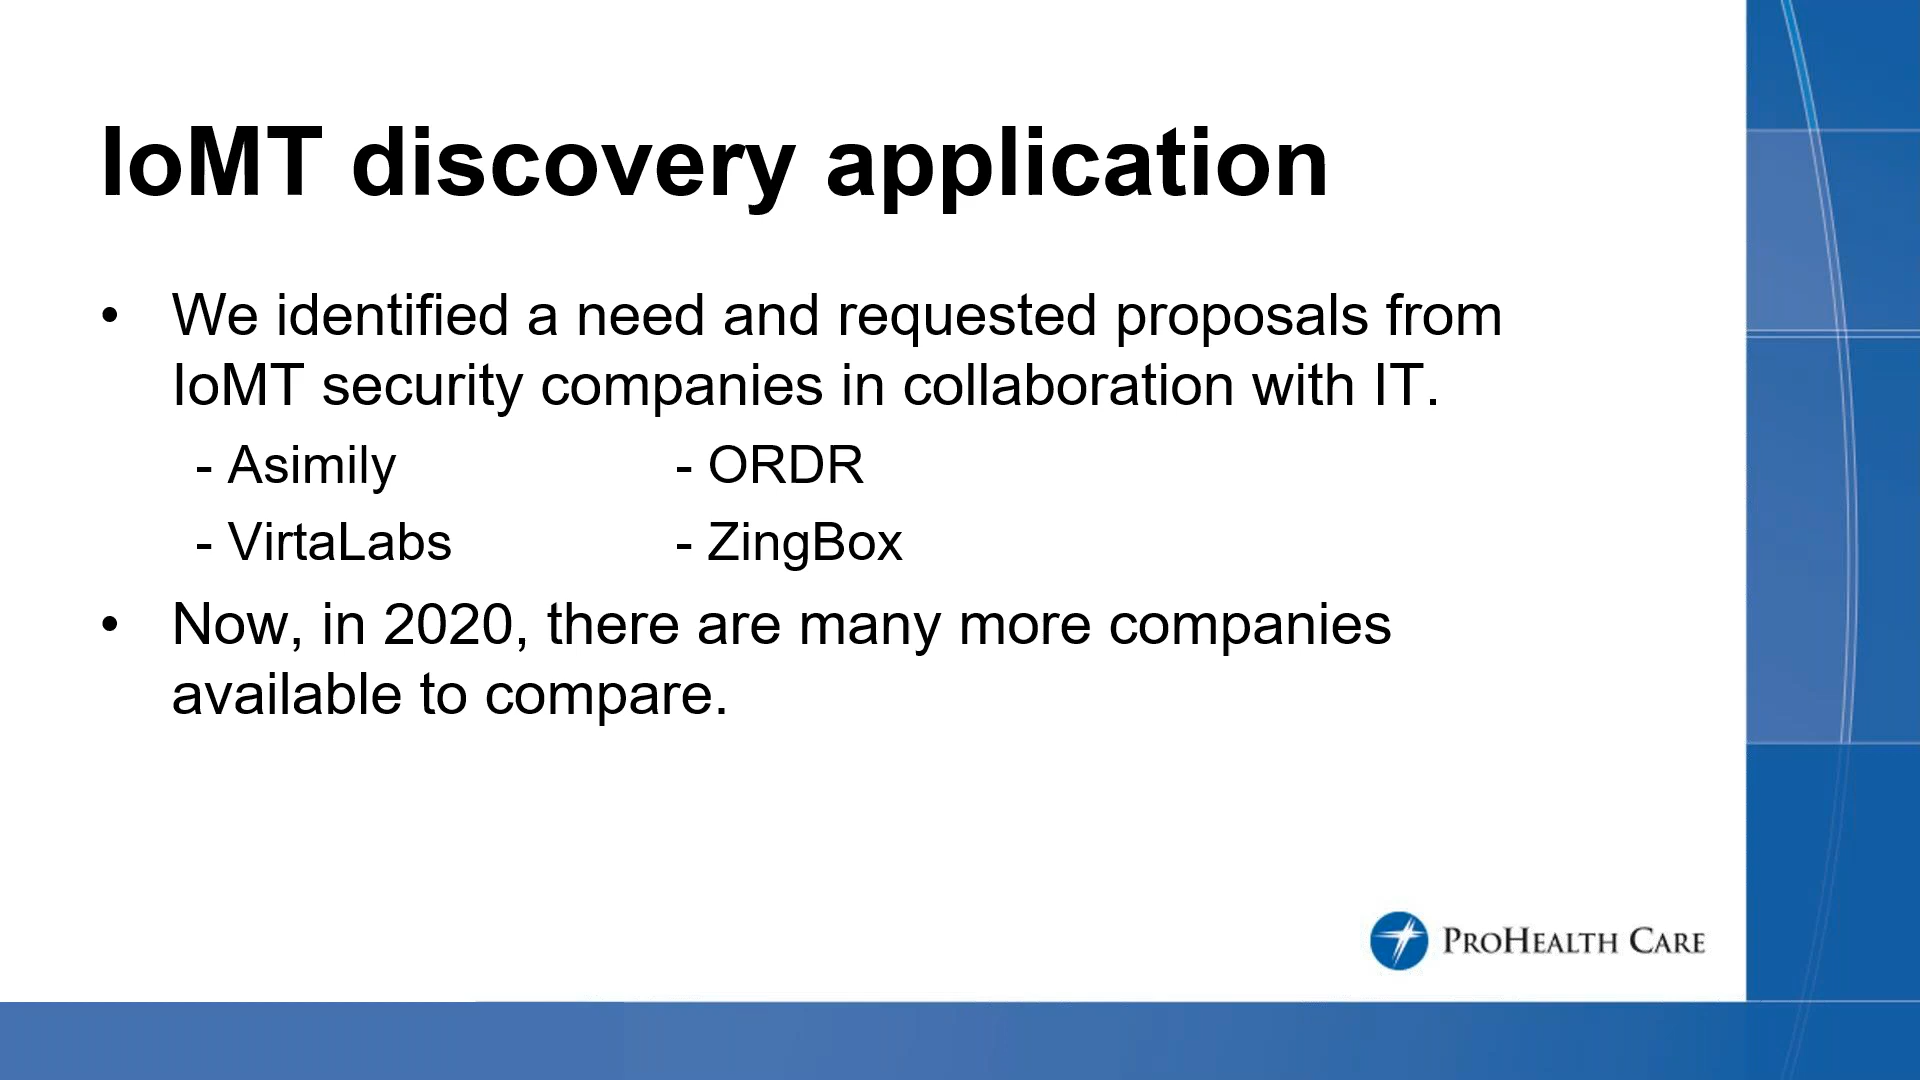 IoMT discovery application
• We identified a need and requested proposals from
IoMT security companies in collaboration with IT.
- Asimily - ORDR
- VirtaLabs - ZingBox
• Now, in 2020, there are many more companies
available to compare.
PROHEALTH CARE